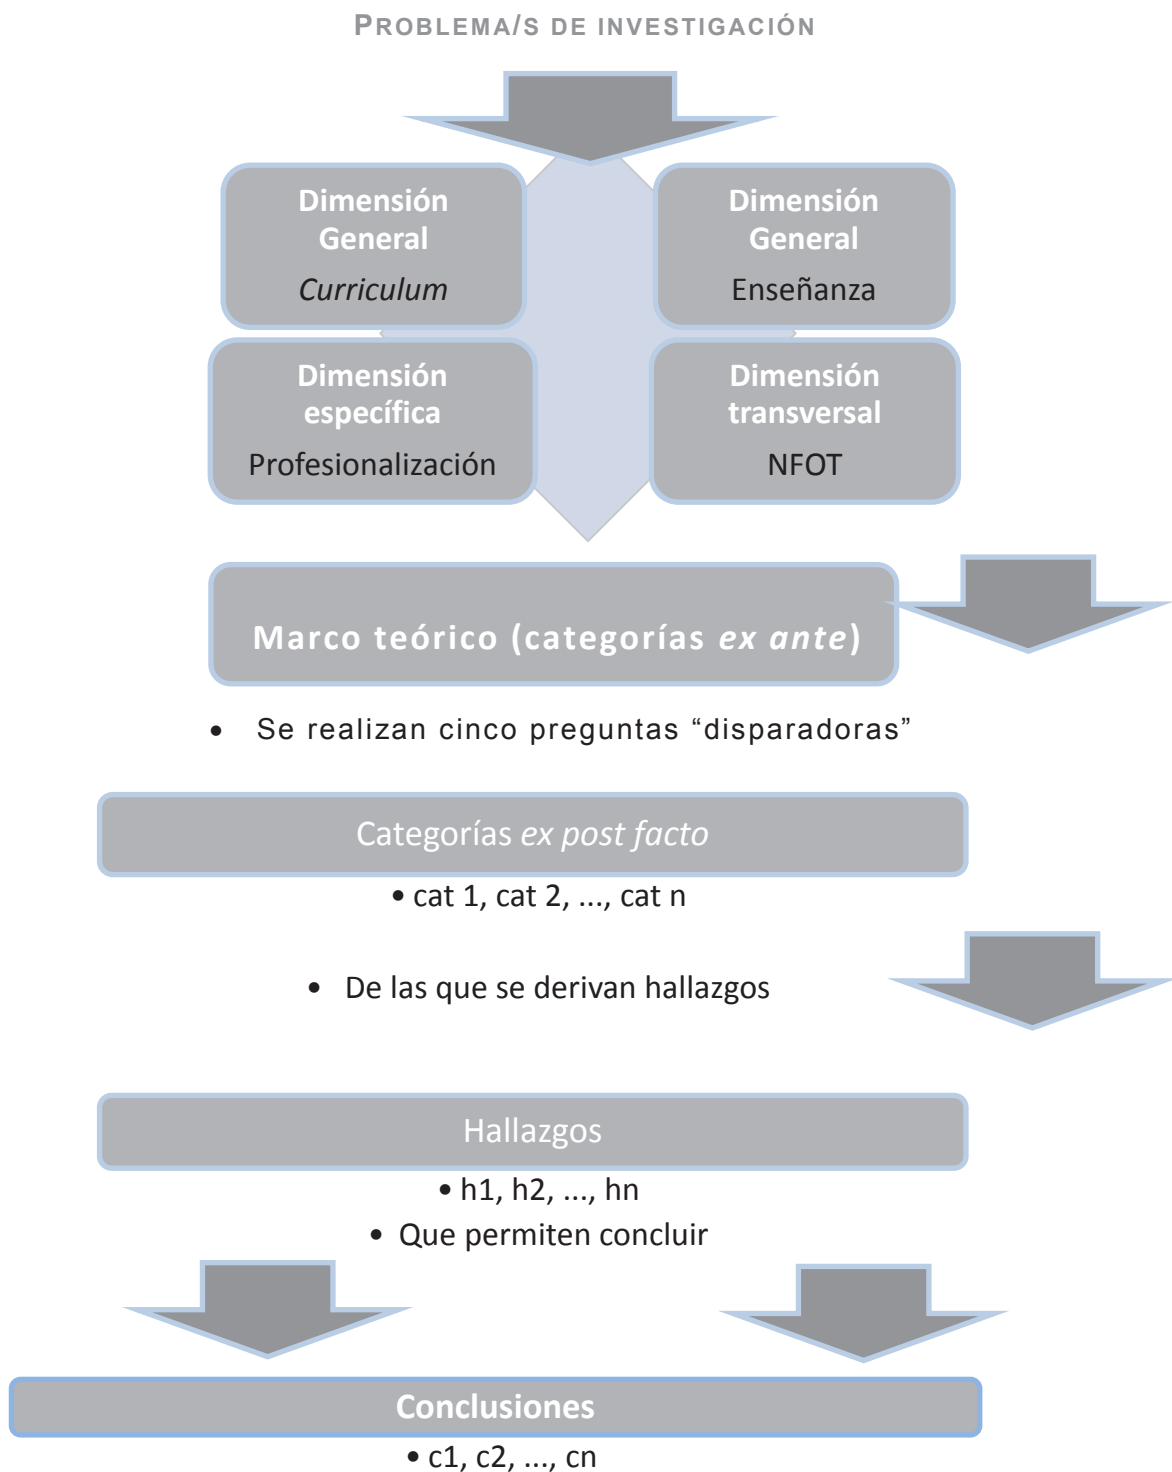 PROBLEMA/S DE INVESTIGACIÓN
Dimensión
General
Curriculum
Dimensión
General
Enseñanza
Dimensión
específica
Profesionalización
Dimensión
transversal
NFOT
Marco teórico (categorías ex ante)
• Se realizan cinco preguntas “disparadoras”
Categorías ex post facto
• cat 1, cat 2, ..., cat n
• De las que se derivan hallazgos
Hallazgos
• h1, h2, ..., hn
• Que permiten concluir
Conclusiones
• c1, c2, ..., cn